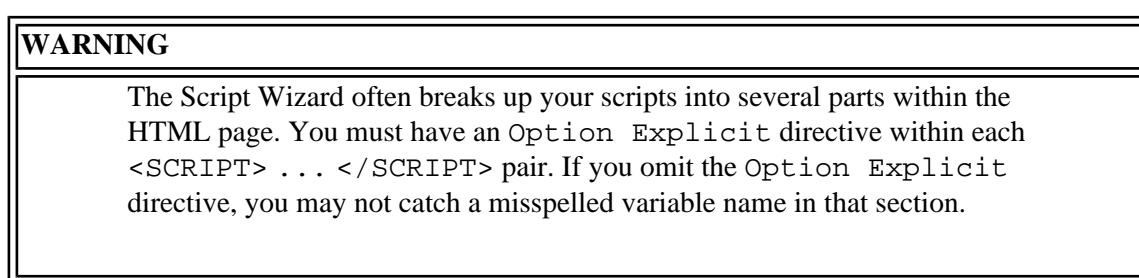 WARNING
The Script Wizard often breaks up your scripts into several parts within the
HTML page. You must have an Option Explicit directive within each
<SCRIPT> ... </SCRIPT> pair. If you omit the Option Explicit
directive, you may not catch a misspelled variable name in that section.